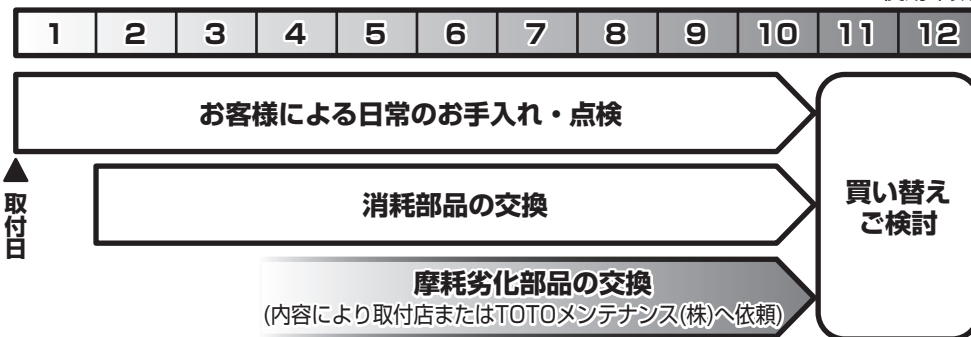 1 2 3 4 5 6 7 8 9 10 11 12
お客様による日常のお手入れ・点検
取付日
消耗部品の交換
買い替え
ご検討
摩耗劣化部品の交換
(内容により取付店またはTOTOメンテナンス(株)へ依頼)